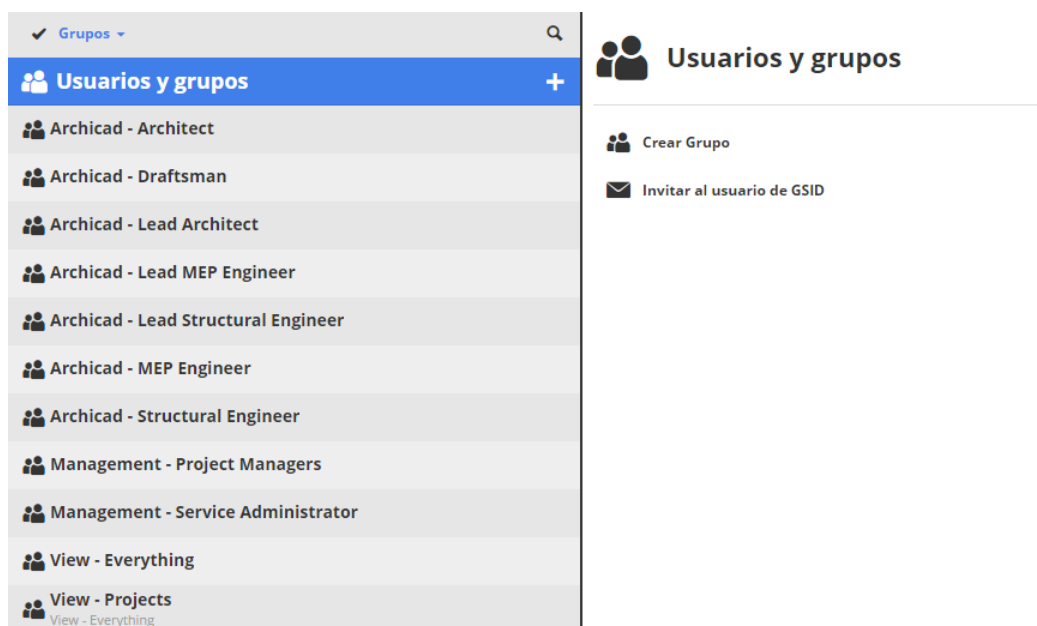 Grupos
Usuarios y grupos
Archicad - Architect
Archicad - Draftsman
Archicad - Lead Architect
Archicad - Lead MEP Engineer
Archicad - Lead Structural Engineer
Archicad - MEP Engineer
Archicad - Structural Engineer
Management - Project Managers
Management - Service Administrator
View - Everything
View - Projects
View - Everything
Usuarios y grupos
Crear Grupo
Invitar al usuario de GSID